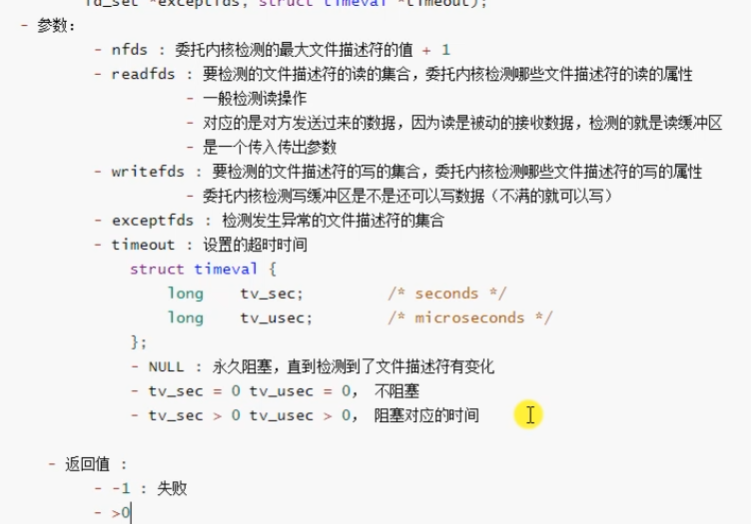 fd_set *exceptfds, struct timeval *timeout);
- 参数:
- nfds : 委托内核检测的最大文件描述符的值 + 1
- readfds : 要检测的文件描述符的读的集合，委托内核检测哪些文件描述符的读的属性
- 一般检测读操作
- 对应的是对方发送过来的数据，因为读是被动的接收数据，检测的就是读缓冲区
- 是一个传入传出参数
- writefds : 要检测的文件描述符的写的集合，委托内核检测哪些文件描述符的写的属性
- 委托内核检测写缓冲区是不是还可以写数据（不满的就可以写）
- exceptfds : 检测发生异常的文件描述符的集合
- timeout : 设置的超时时间
struct timeval {
long tv_sec; /* seconds */
long tv_usec; /* microseconds */
};
- NULL : 永久阻塞，直到检测到了文件描述符有变化
- tv_sec = 0 tv_usec = 0， 不阻塞
- tv_sec > 0 tv_usec > 0， 阻塞对应的时间
- 返回值 :
- -1 : 失败
- >0